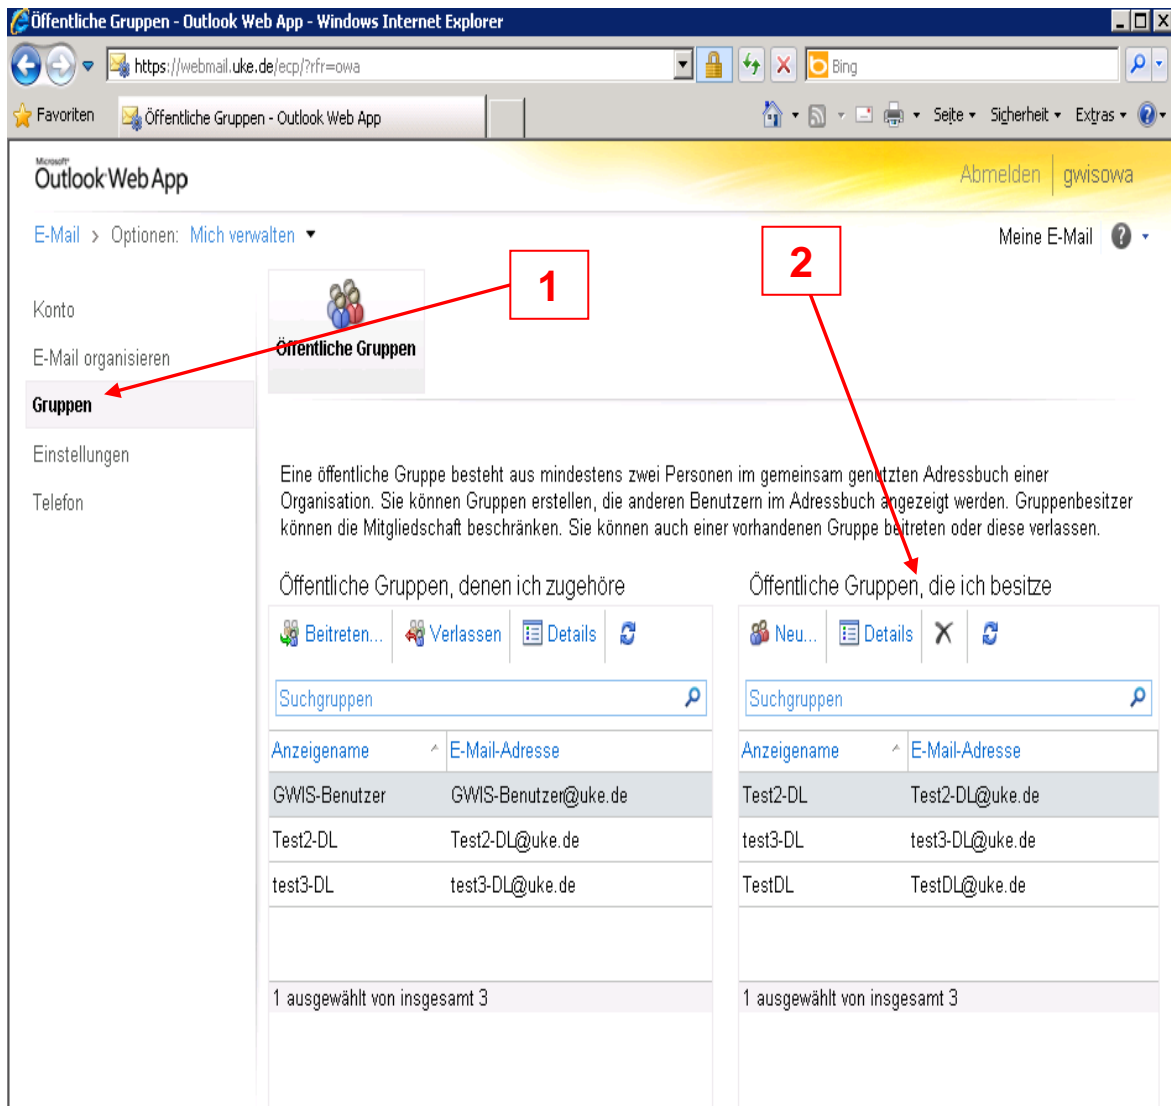 Öffentliche Gruppen - Outlook Web App - Windows Internet Explorer
https://webmail.uke.de/ecp/?rfr=owa
Bing
Favoriten
Öffentliche Gruppen - Outlook Web App
Seite
Sicherheit
Extras
Microsoft
Outlook Web App
Abmelden
gwisowa
E-Mail > Optionen: Mich verwalten
Meine E-Mail
1
2
Konto
E-Mail organisieren
Gruppen
Einstellungen
Telefon
Öffentliche Gruppen
Eine öffentliche Gruppe besteht aus mindestens zwei Personen im gemeinsam genutzten Adressbuch einer
Organisation. Sie können Gruppen erstellen, die anderen Benutzern im Adressbuch angezeigt werden. Gruppenbesitzer
können die Mitgliedschaft beschränken. Sie können auch einer vorhandenen Gruppe beitreten oder diese verlassen.
Öffentliche Gruppen, denen ich zugehöre
Beitreten... Verlassen Details
Suchgruppen
Anzeigename E-Mail-Adresse
GWIS-Benutzer GWIS-Benutzer@uke.de
Test2-DL Test2-DL@uke.de
test3-DL test3-DL@uke.de
1 ausgewählt von insgesamt 3
Öffentliche Gruppen, die ich besitze
Neu... Details
Suchgruppen
Anzeigename E-Mail-Adresse
Test2-DL Test2-DL@uke.de
test3-DL test3-DL@uke.de
TestDL TestDL@uke.de
1 ausgewählt von insgesamt 3